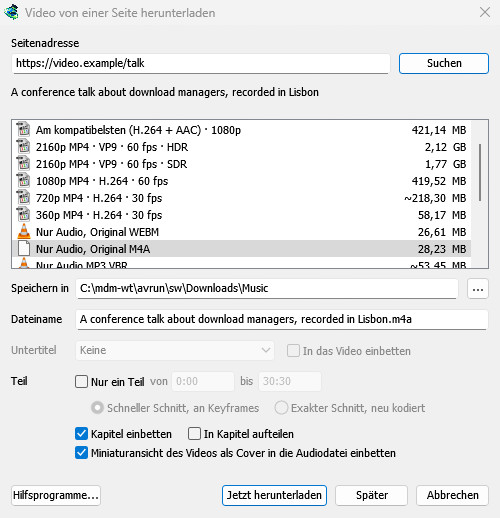 Video von einer Seite herunterladen
Seitenadresse
https://video.example/talk
Suchen
A conference talk about download managers, recorded in Lisbon
Am kompatibelsten (H.264 + AAC) · 1080p 421,14 MB
2160p MP4 · VP9 · 60 fps · HDR 2,12 GB
2160p MP4 · VP9 · 60 fps · SDR 1,77 GB
1080p MP4 · H.264 · 60 fps 419,52 MB
720p MP4 · H.264 · 30 fps ~218,30 MB
360p MP4 · H.264 · 30 fps 58,17 MB
Nur Audio, Original WEBM 26,61 MB
Nur Audio, Original M4A 28,23 MB
Nur Audio MP3 VBR ~53,45 MB
Speichern in C:\mdm-wt\avrun\sw\Downloads\Music ...
Dateiname A conference talk about download managers, recorded in Lisbon.m4a
Untertitel Keine In das Video einbetten
Teil Nur ein Teil von 0:00 bis 30:30
Schneller Schnitt, an Keyframes Exakter Schnitt, neu kodiert
Kapitel einbetten In Kapitel aufteilen
Miniaturansicht des Videos als Cover in die Audiodatei einbetten
Hilfsprogramme... Jetzt herunterladen Später Abbrechen